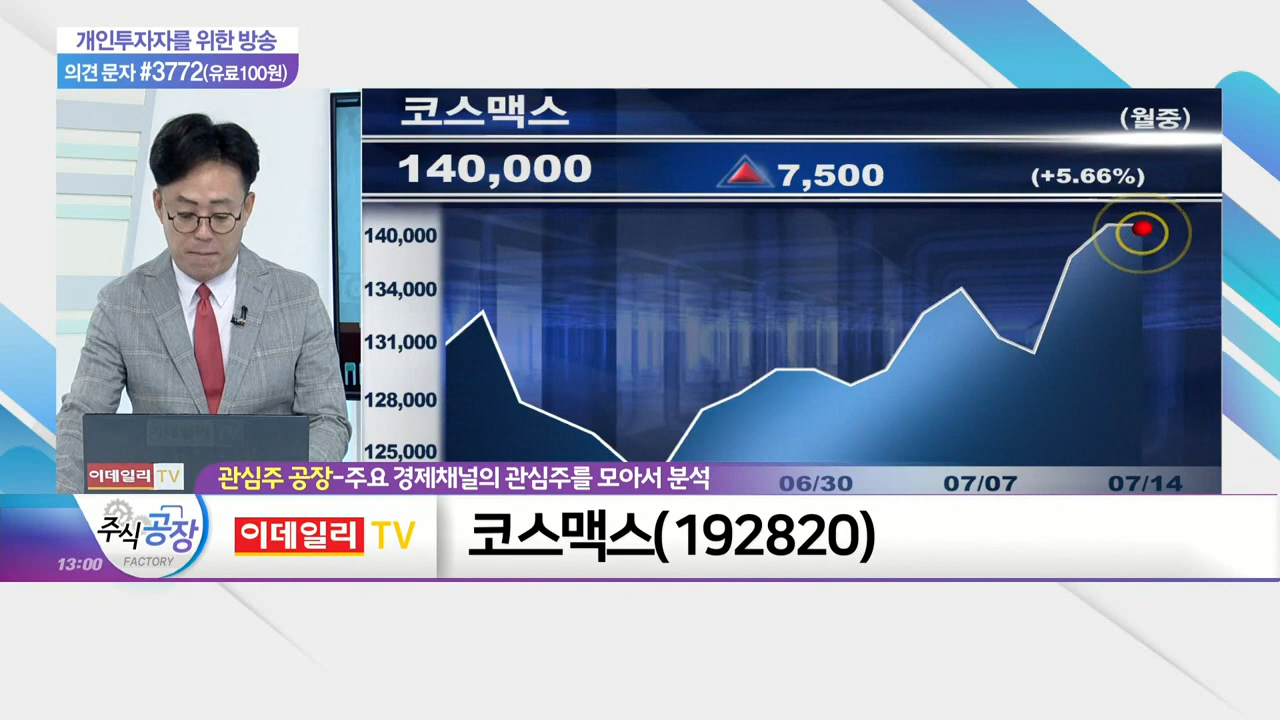 개인투자자를 위한 방송
의견 문자 #3772(유료100원)
코스맥스
(월중)
140,000
7,500
(+5.66%)
140,000
134,000
131,000
128,000
125,000
06/30
07/07
07/14
이데일리 TV
관심주 공장-주요 경제채널의 관심주를 모아서 분석
주식공장
FACTORY
13:00
이데일리 TV
코스맥스(192820)